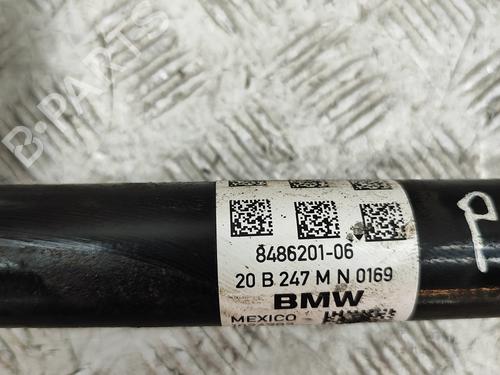 B-PARTS
8486201-06
20 B 247 M N 0169
BMW
MEXICO
P